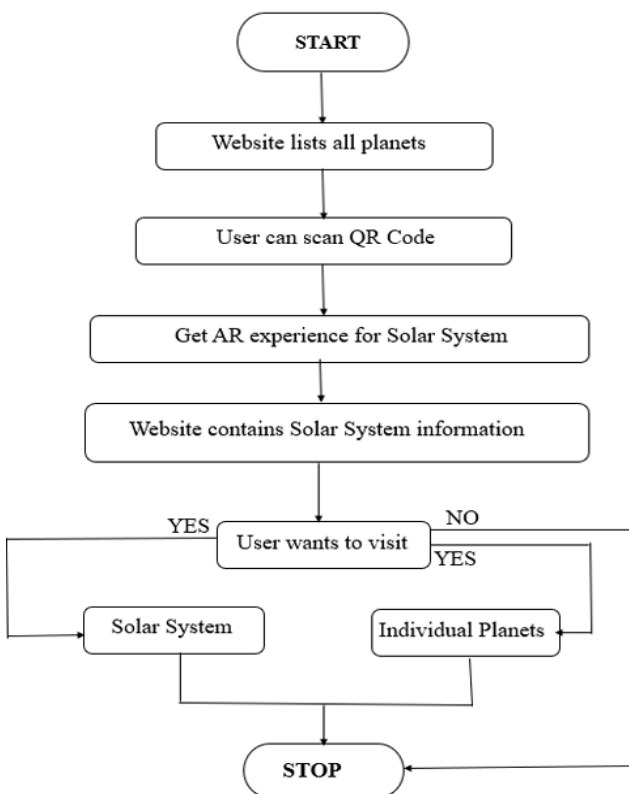 START
Website lists all planets
User can scan QR Code
Get AR experience for Solar System
Website contains Solar System information
YES
NO
User wants to visit
YES
Solar System
Individual Planets
STOP